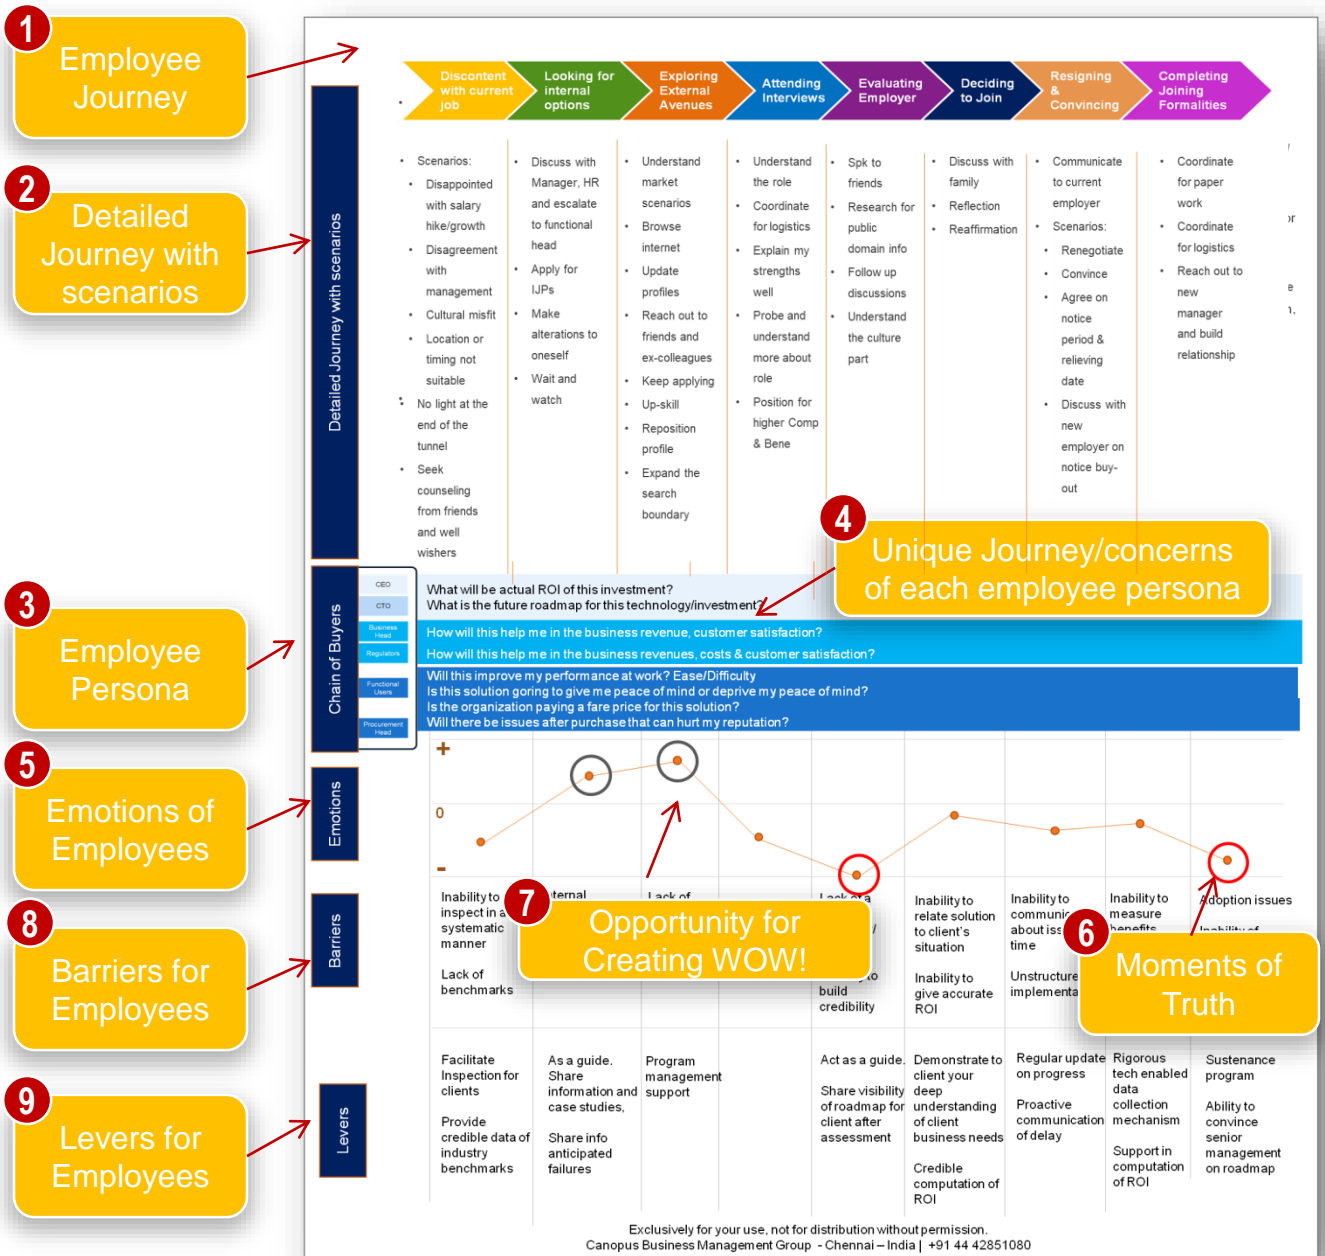 1
Employee
Journey
2
Detailed
Journey with
scenarios
3
Employee
Persona
5
Emotions of
Employees
8
Barriers for
Employees
9
Levers for
Employees
Discontent
with current
job
Looking for
internal
options
Exploring
External
Avenues
Attending
Interviews
Evaluating
Employer
Deciding
to Join
Resigning
&
Convincing
Completing
Joining
Formalities
Detailed Journey with scenarios
• Scenarios:
• Disappointed
with salary
hike/growth
• Disagreement
with
management
• Cultural misfit
• Location or
timing not
suitable
• No light at the
end of the
tunnel
• Seek
counseling
from friends
and well
wishers
• Discuss with
Manager, HR
and escalate
to functional
head
• Apply for
IJPs
• Make
alterations to
oneself
• Wait and
watch
• Understand
market
scenarios
• Browse
internet
• Update
profiles
• Reach out to
friends and
ex-colleagues
• Keep applying
• Up-skill
• Reposition
profile
• Expand the
search
boundary
• Understand
the role
• Coordinate
for logistics
• Explain my
strengths
well
• Probe and
understand
more about
role
• Position for
higher Comp
& Bene
• Spk to
friends
• Research for
public
domain info
• Follow up
discussions
• Understand
the culture
part
• Discuss with
family
• Reflection
• Reaffirmation
• Communicate
to current
employer
• Scenarios:
• Renegotiate
• Convince
• Agree on
notice
period &
relieving
date
• Discuss with
new
employer on
notice buy-
out
• Coordinate
for paper
work
• Coordinate
for logistics
• Reach out to
new
manager
and build
relationship
or
e
4
Unique Journey/concerns
of each employee persona
Chain of Buyers
CEO
CTO
Business
Head
Regulators
Functional
Users
Procurement
Head
What will be actual ROI of this investment?
What is the future roadmap for this technology/investment?
How will this help me in the business revenue, customer satisfaction?
How will this help me in the business revenues, costs & customer satisfaction?
Will this improve my performance at work? Ease/Difficulty
Is this solution goring to give me peace of mind or deprive my peace of mind?
Is the organization paying a fare price for this solution?
Will there be issues after purchase that can hurt my reputation?
Emotions
+
0
-
7
Opportunity for
Creating WOW!
6
Moments of
Truth
Barriers
Inability to
inspect in a
systematic
manner
Lack of
benchmarks
Lack of
Lack of a
build
credibility
Inability to
relate solution
to client's
situation
Inability to
give accurate
ROI
Inability to
about
time
Inability to
measure
benefits
Adoption issues
Inability of
Levers
Facilitate
Inspection for
clients
Provide
credible data of
industry
benchmarks
As a guide.
Share
information and
case studies,
Share info
anticipated
failures
Program
management
support
Act as a guide.
Share visibility
of roadmap for
client after
assessment
Demonstrate to
client your
deep
understanding
of client
business needs
Credible
computation of
ROI
Regular update
on progress
Proactive
communication
of delay
Rigorous
tech enabled
data
collection
mechanism
Support in
computation
of ROI
Sustenance
program
Ability to
convince
senior
management
on roadmap
Exclusively for your use, not for distribution without permission.
Canopus Business Management Group - Chennai – India | +91 44 42851080